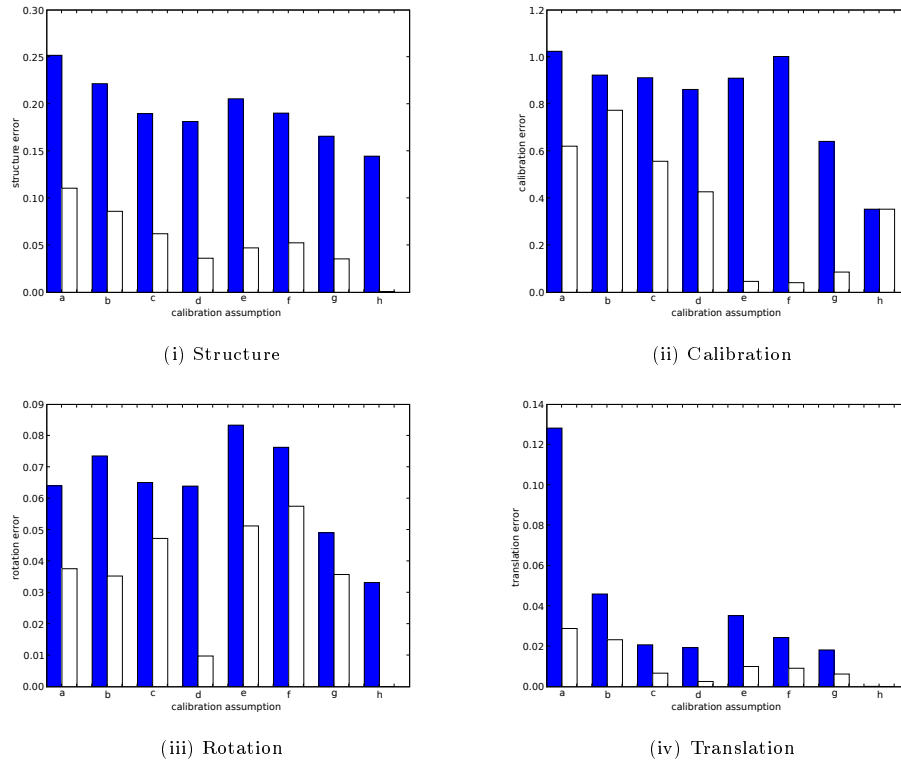 0.30
0.25
0.20
0.15
0.10
0.05
0.00
structure error
a b c d e f g h
calibration assumption
(i) Structure
1.2
1.0
0.8
0.6
0.4
0.2
0.0
calibration error
a b c d e f g h
calibration assumption
(ii) Calibration
0.09
0.08
0.07
0.06
0.05
0.04
0.03
0.02
0.01
0.00
rotation error
a b c d e f g h
calibration assumption
(iii) Rotation
0.14
0.12
0.10
0.08
0.06
0.04
0.02
0.00
translation error
a b c d e f g h
calibration assumption
(iv) Translation